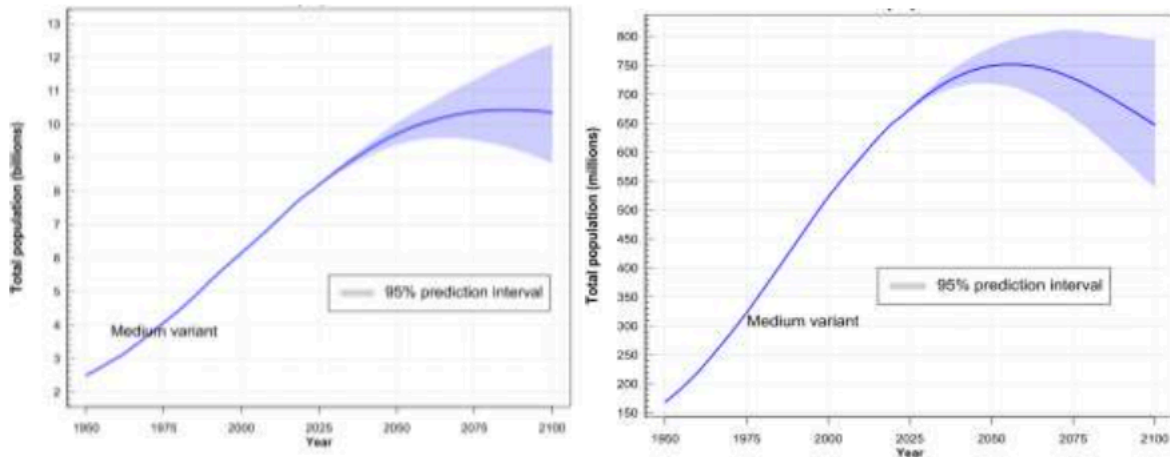 Total population (billions)
13
12
11
10
9
8
7
6
5
4
3
2
Medium variant
95% prediction interval
1950 1975 2000 2025 2050 2075 2100
Year
Total population (millions)
800
750
700
650
600
550
500
450
400
350
300
250
200
150
Medium variant
95% prediction interval
1950 1975 2000 2025 2050 2075 2100
Year